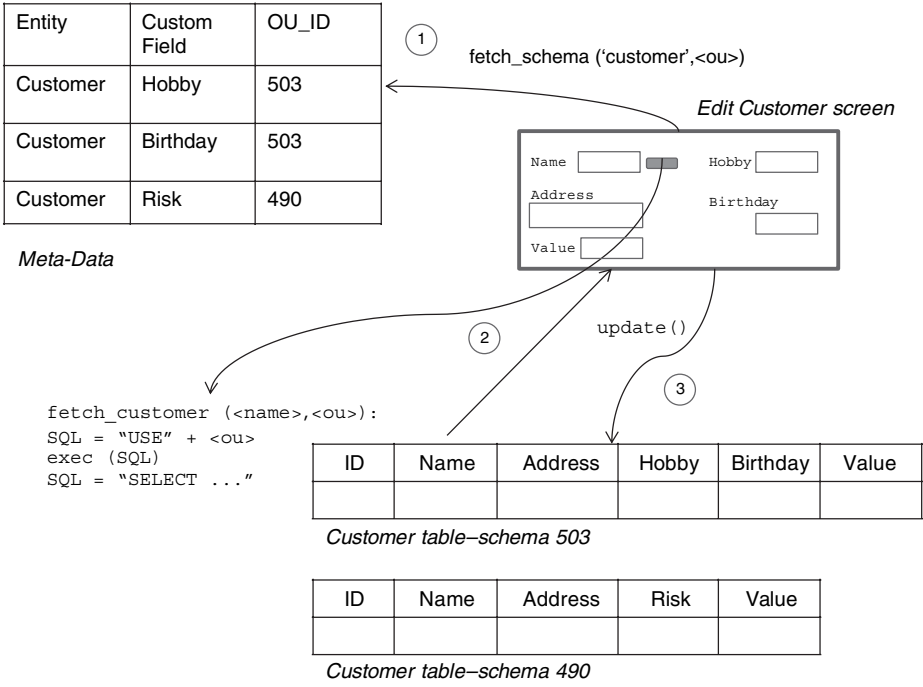 Entity Custom Field OU_ID
Customer Hobby 503
Customer Birthday 503
Customer Risk 490
Meta-Data
1
fetch_schema (‘customer’,<ou>)
Edit Customer screen
Name Hobby
Address Birthday
Value
2
update()
3
fetch_customer (<name>,<ou>):
SQL = “USE” + <ou>
exec (SQL)
SQL = “SELECT ...”
ID Name Address Hobby Birthday Value
Customer table–schema 503
ID Name Address Risk Value
Customer table–schema 490